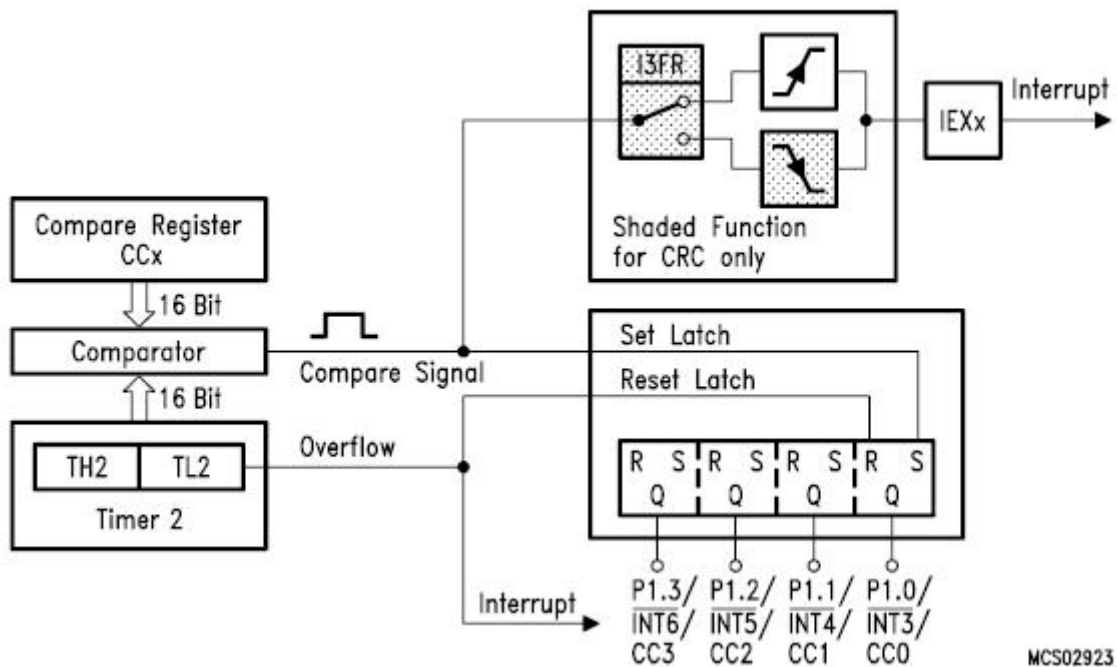 I3FR
IEXx
Interrupt
Shaded Function
for CRC only
Compare Register
CCx
16 Bit
Comparator
Compare Signal
16 Bit
TH2 TL2
Timer 2
Overflow
Set Latch
Reset Latch
R S R S R S R S
Q Q Q Q
Interrupt
P1.3/ P1.2/ P1.1/ P1.0/
INT6/ INT5/ INT4/ INT3/
CC3 CC2 CC1 CC0
MCS02923